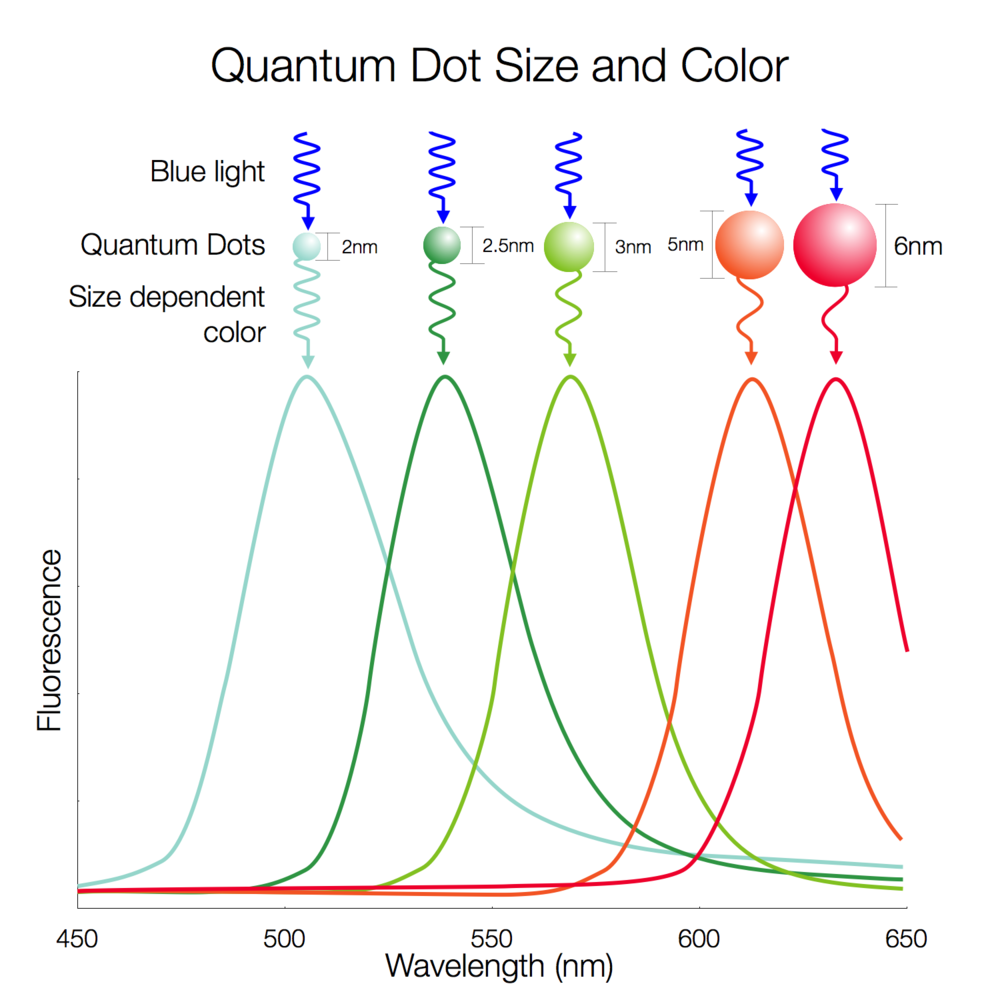 Quantum Dot Size and Color
Blue light
Quantum Dots
2nm
2.5nm
3nm
5nm
6nm
Size dependent
color
Fluorescence
450
500
550
600
650
Wavelength (nm)